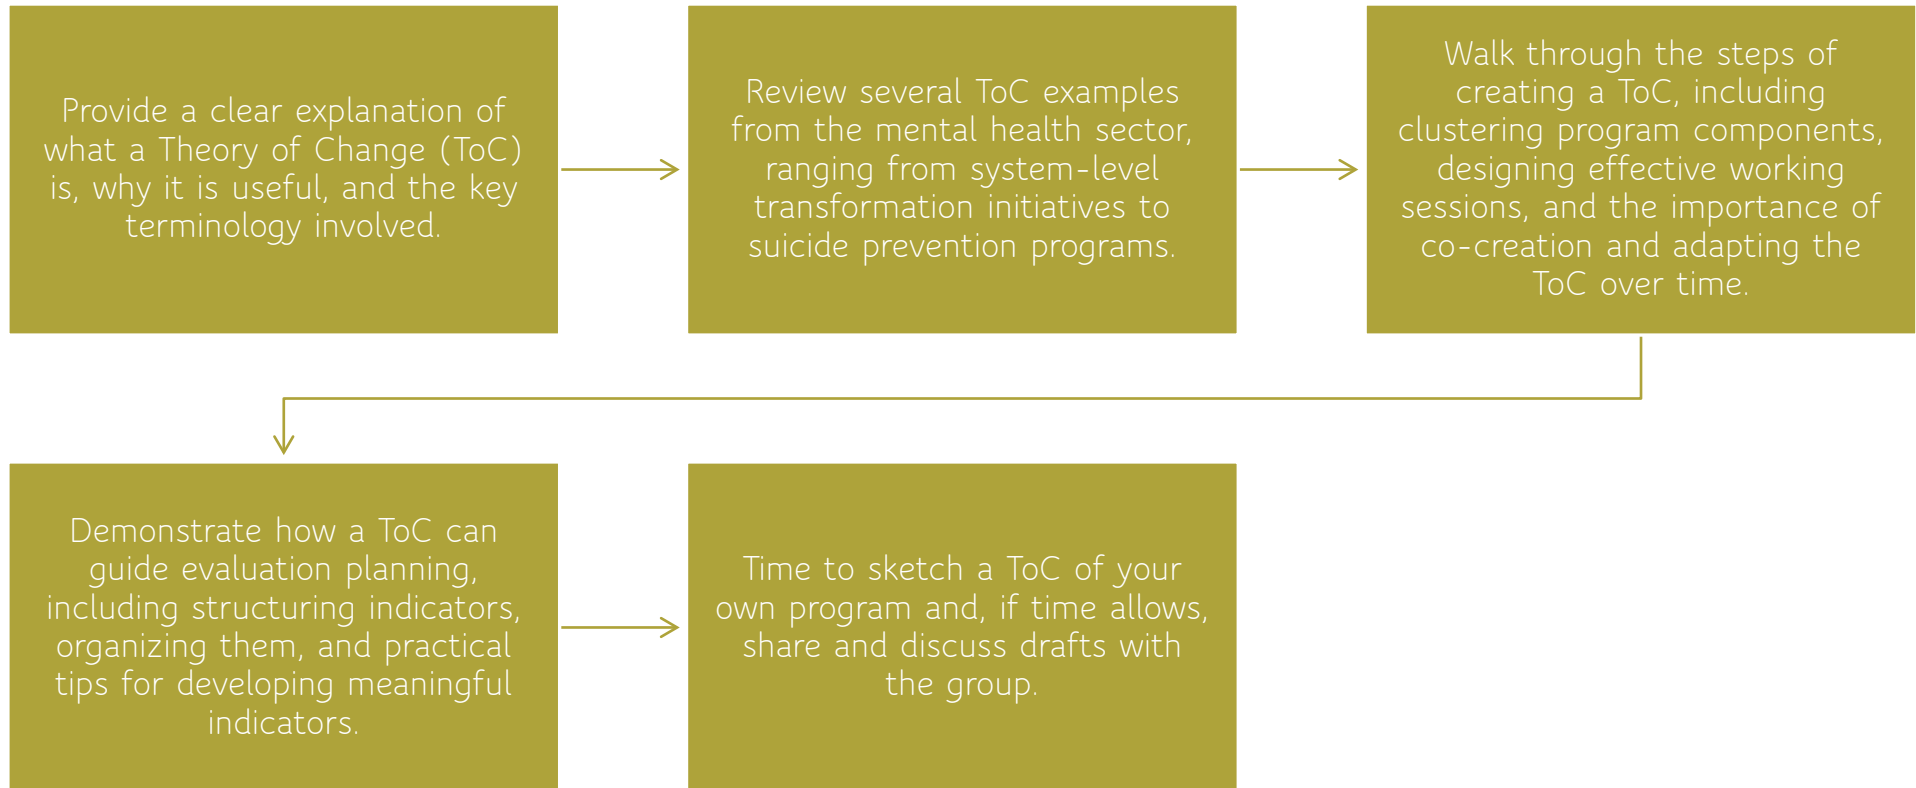 Provide a clear explanation of
what a Theory of Change (ToC)
is, why it is useful, and the key
terminology involved.
Review several ToC examples
from the mental health sector,
ranging from system-level
transformation initiatives to
suicide prevention programs.
Walk through the steps of
creating a ToC, including
clustering program components,
designing effective working
sessions, and the importance of
co-creation and adapting the
ToC over time.
Demonstrate how a ToC can
guide evaluation planning,
including structuring indicators,
organizing them, and practical
tips for developing meaningful
indicators.
Time to sketch a ToC of your
own program and, if time allows,
share and discuss drafts with
the group.